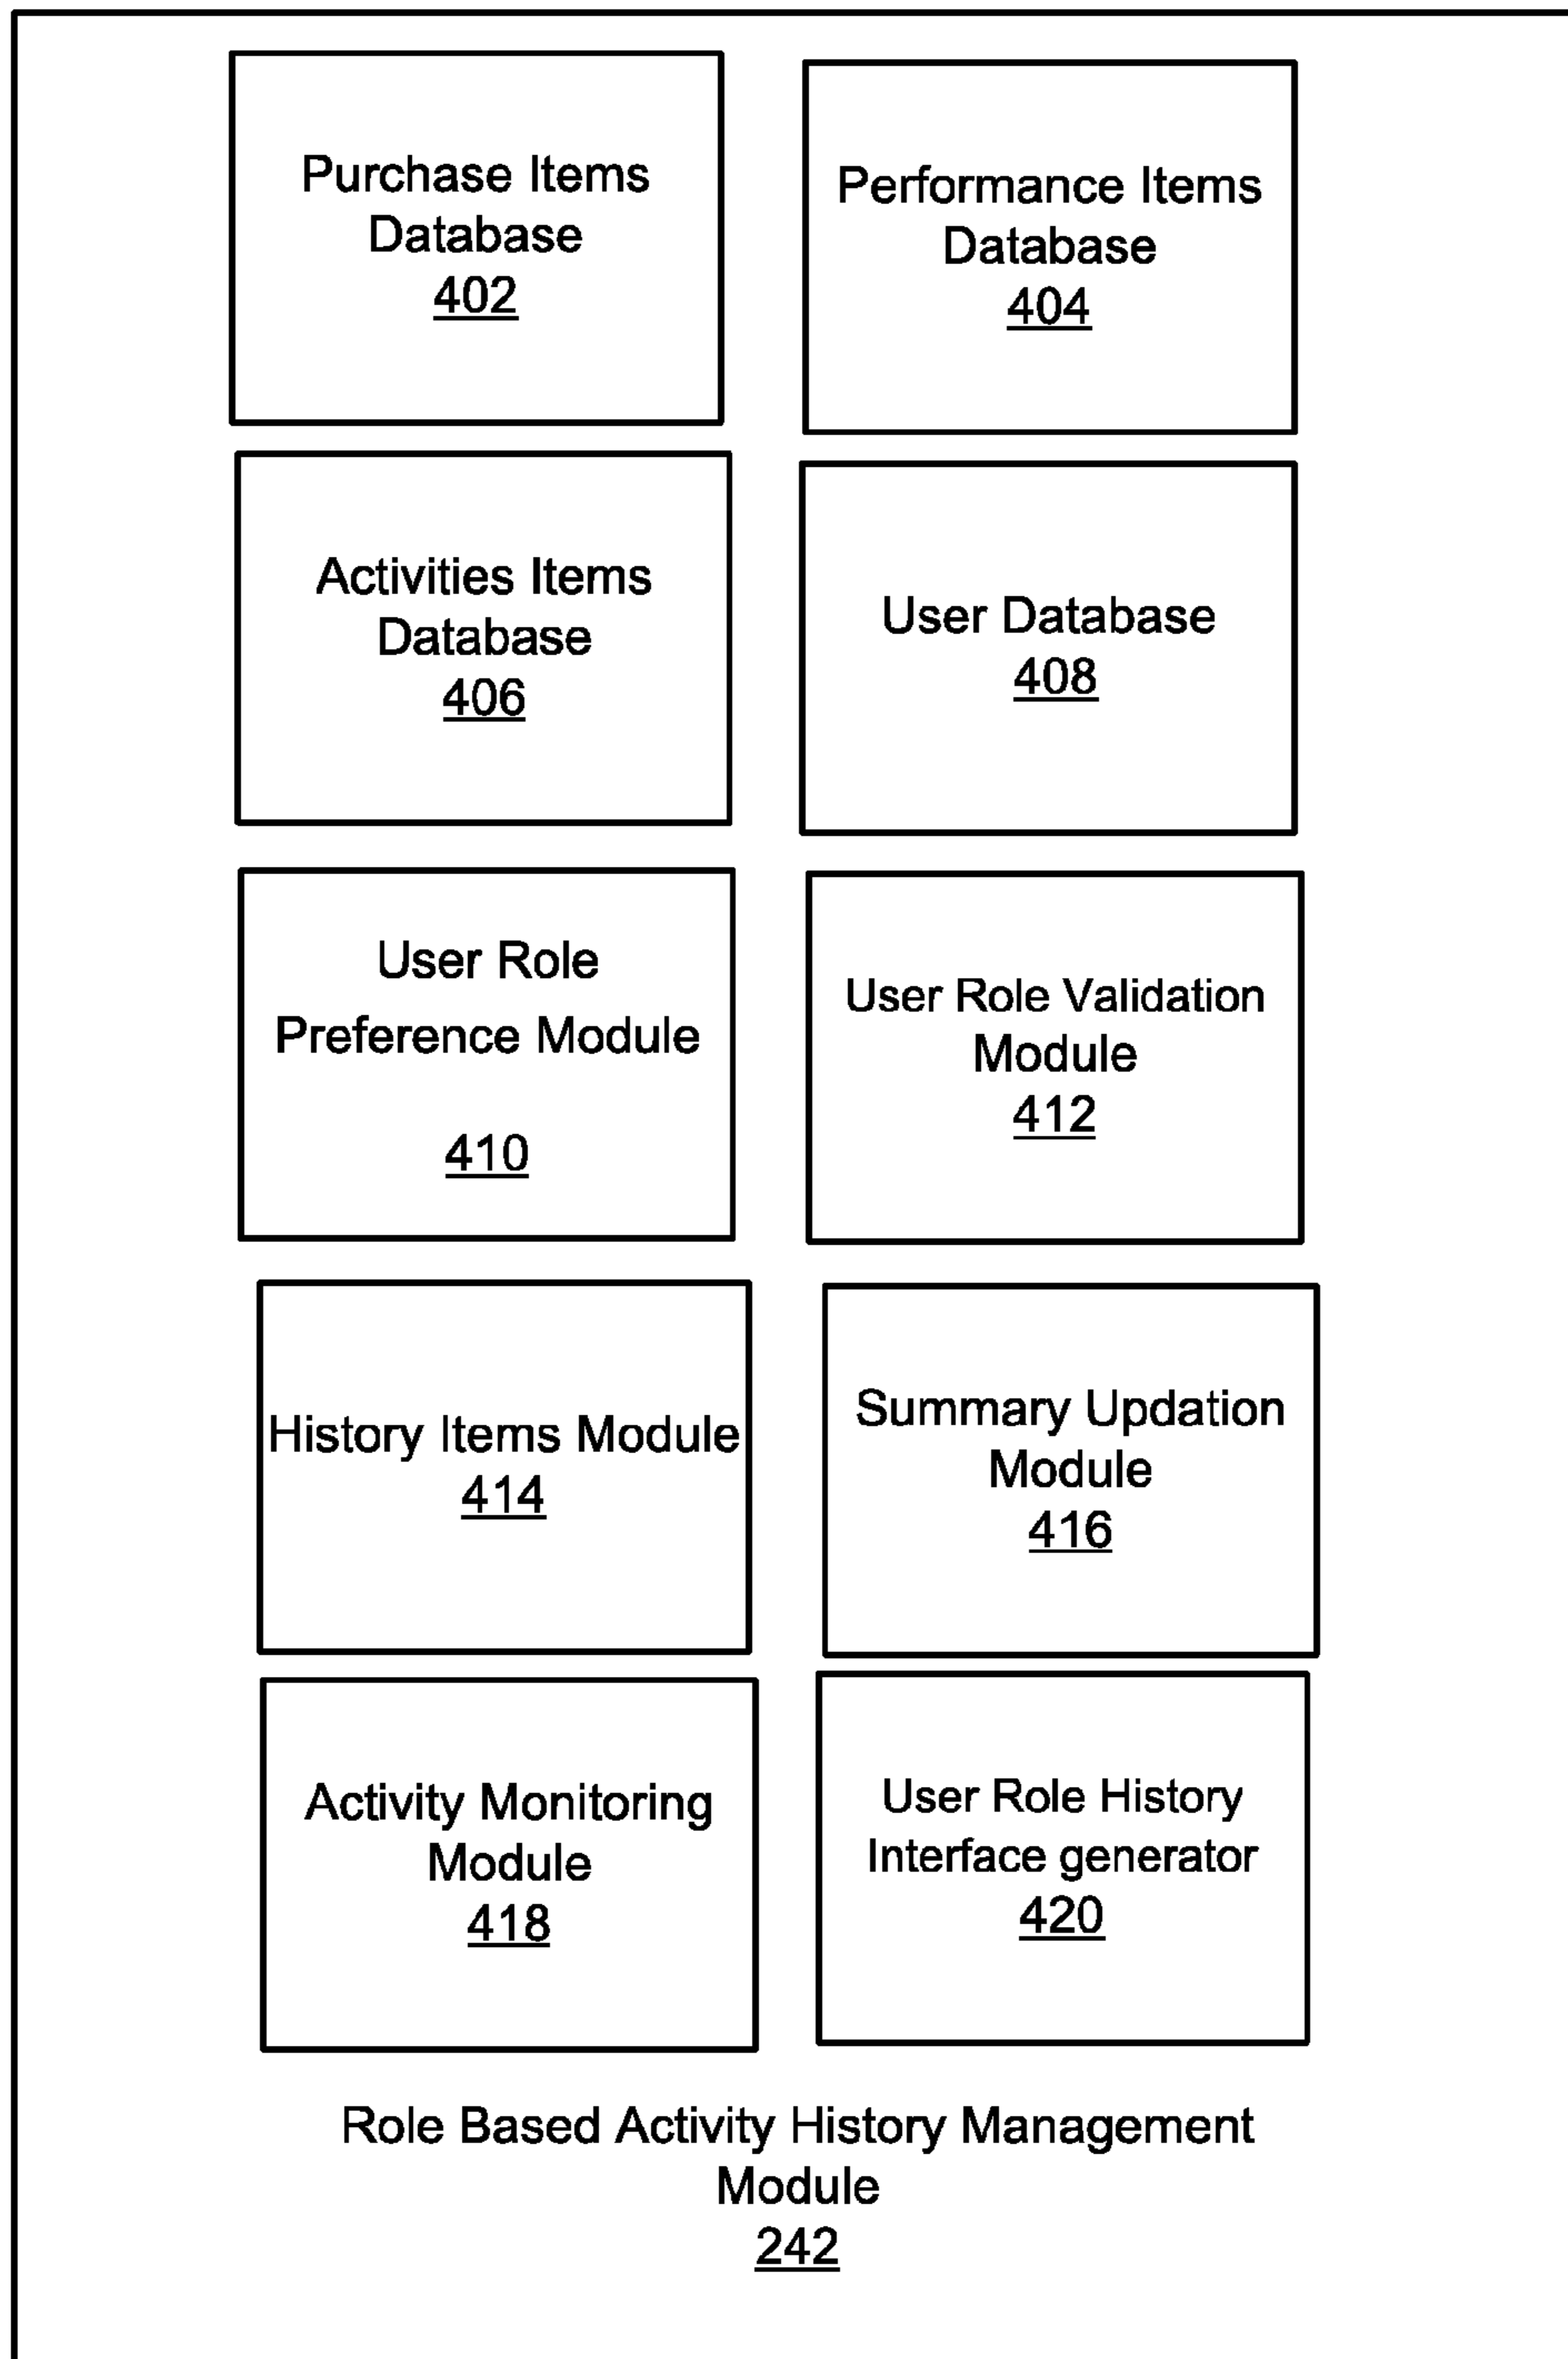 Purchase Items
Database
402
Performance Items
Database
404
Activities Items
Database
406
User Database
408
User Role
Preference Module
410
User Role Validation
Module
412
History Items Module
414
Summary Updation
Module
416
Activity Monitoring
Module
418
User Role History
Interface generator
420
Role Based Activity History Management
Module
242